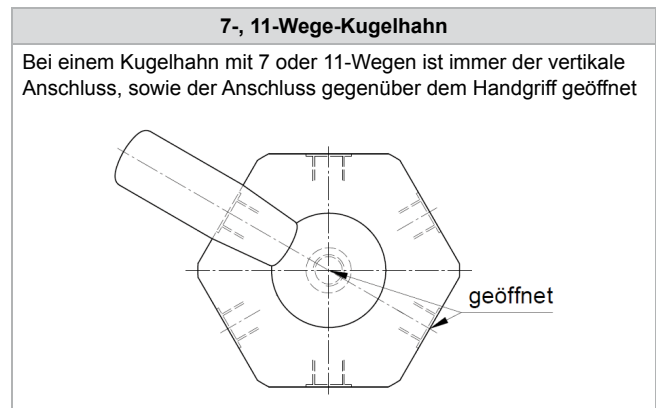 7-, 11-Wege-Kugelhahn
Bei einem Kugelhahn mit 7 oder 11-Wegen ist immer der vertikale
Anschluss, sowie der Anschluss gegenüber dem Handgriff geöffnet
geöffnet